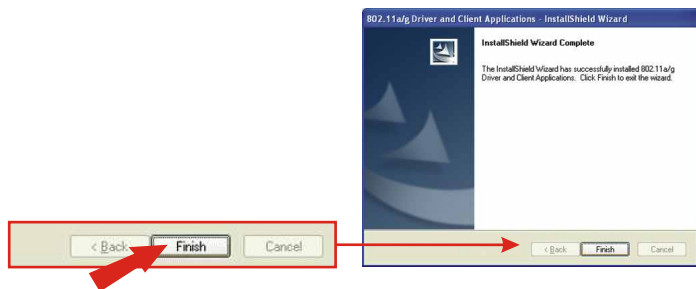 802.11a/g Driver and Client Applications - InstallShield Wizard
InstallShield Wizard Complete
The InstallShield Wizard has successfully installed 802.11a/g
Driver and Client Applications. Click Finish to exit the wizard.
< Back Finish Cancel
< Back Finish Cancel